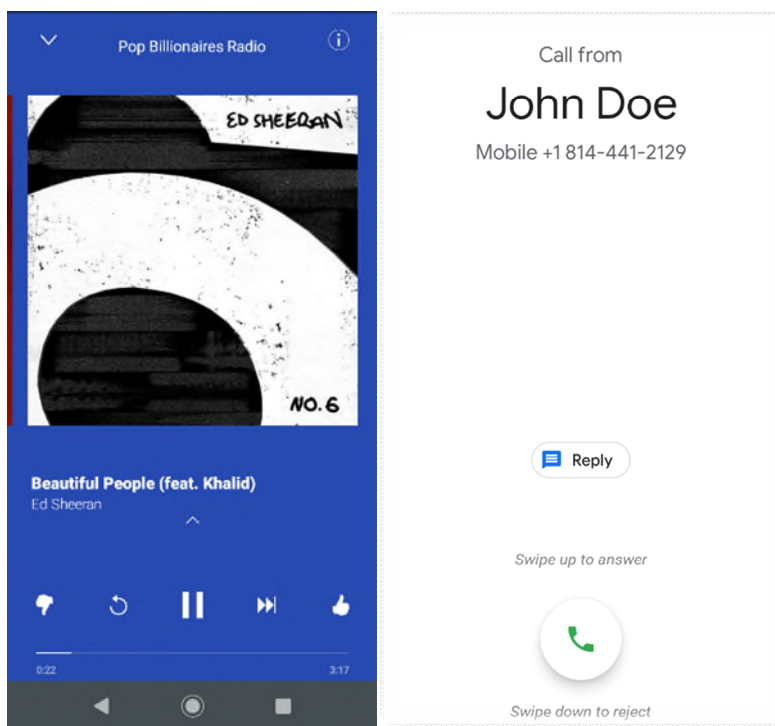 Pop Billionaires Radio
ED SHEERAN
NO.6
Beautiful People (feat. Khalid)
Ed Sheeran
0:22
3:17
Call from
John Doe
Mobile +1 814-441-2129
Reply
Swipe up to answer
Swipe down to reject